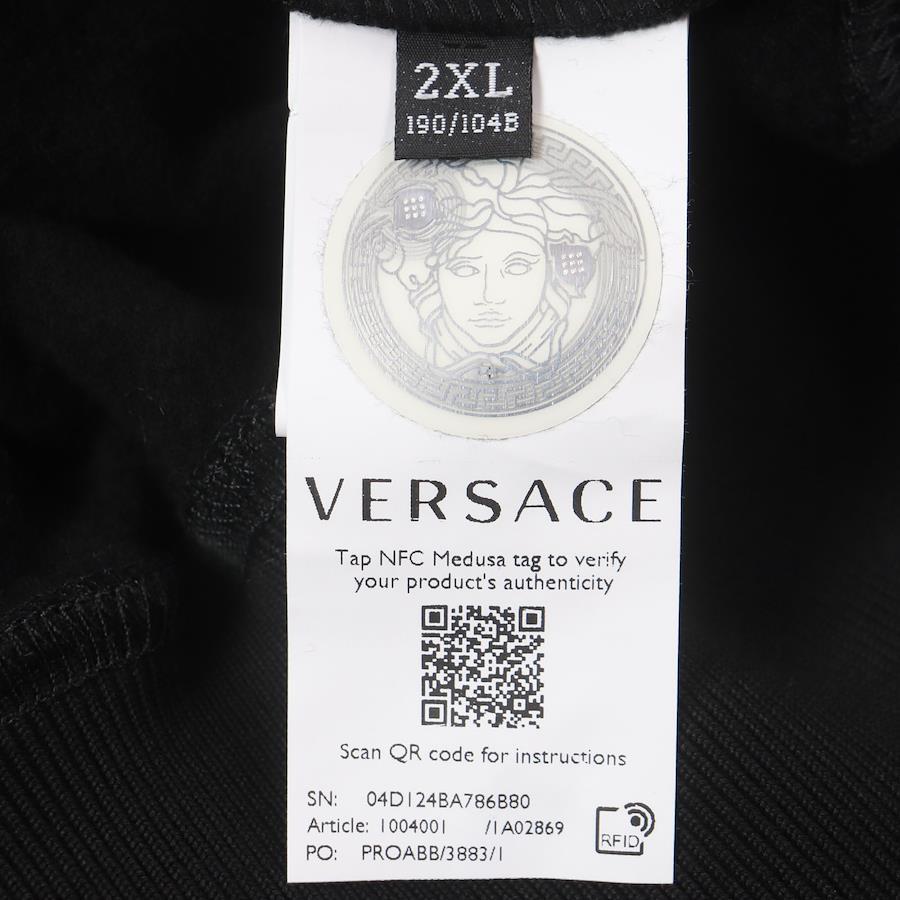 2XL
190/104B
VERSACE
Tap NFC Medusa tag to verify
your product's authenticity
Scan QR code for instructions
SN: 04D124BA786B80
Article: 1004001 /1A02869
PO: PROABB/3883/1
RFID